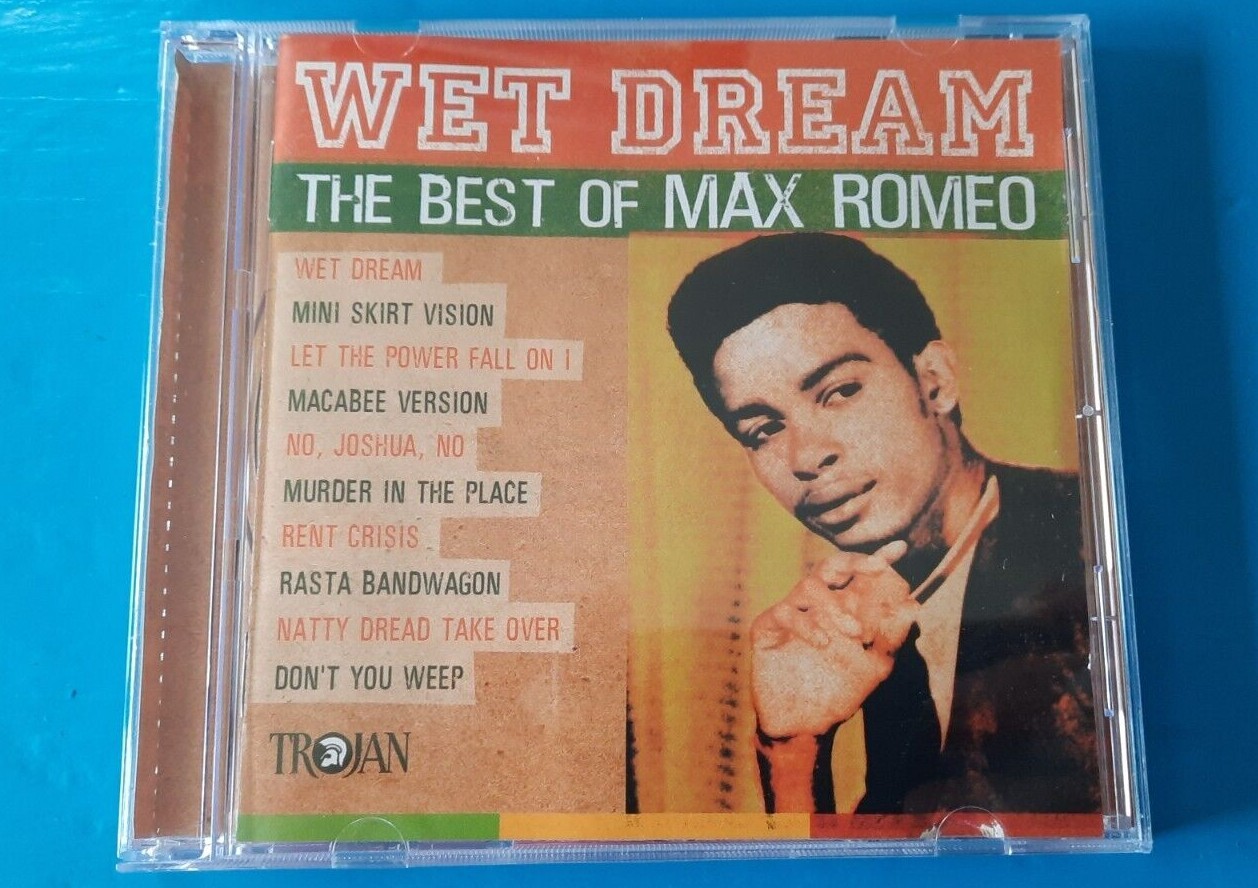 WET DREAM
THE BEST OF MAX ROMEO
WET DREAM
MINI SKIRT VISION
LET THE POWER FALL ON I
MACABEE VERSION
NO, JOSHUA, NO
MURDER IN THE PLACE
RENT CRISIS
RASTA BANDWAGON
NATTY DREAD TAKE OVER
DON'T YOU WEEP
TROJAN